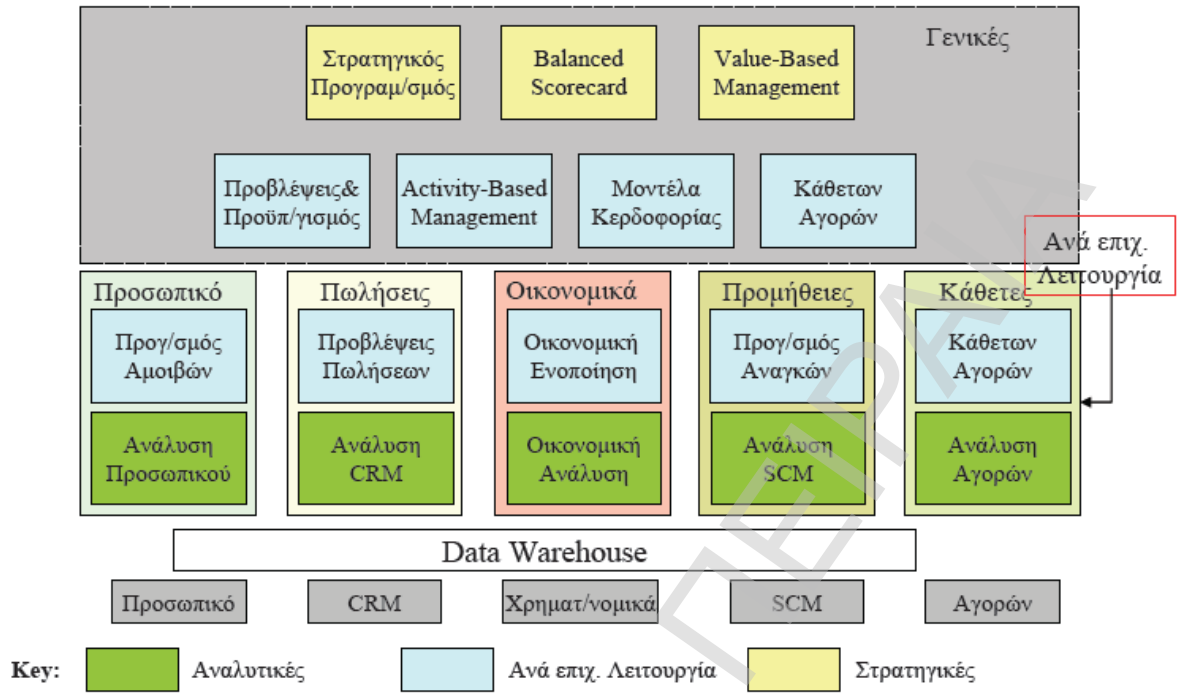 Γενικές
Στρατηγικός
Προγραμ/σμός
Balanced
Scorecard
Value-Based
Management
Προβλέψεις&
Προϋπ/γισμός
Activity-Based
Management
Μοντέλα
Κερδοφορίας
Κάθετων
Αγορών
Ανά επιχ.
Λειτουργία
Προσωπικό
Προγ/σμός
Αμοιβών
Ανάλυση
Προσωπικού
Πωλήσεις
Προβλέψεις
Πωλήσεων
Ανάλυση
CRM
Οικονομικά
Οικονομική
Ενοποίηση
Οικονομική
Ανάλυση
Προμήθειες
Προγ/σμός
Αναγκών
Ανάλυση
SCM
Κάθετες
Κάθετων
Αγορών
Ανάλυση
Αγορών
Data Warehouse
Προσωπικό
CRM
Χρηματ/νομικά
SCM
Αγορών
Key:
Αναλυτικές
Ανά επιχ. Λειτουργία
Στρατηγικές
ΠΕΙΡΑΙΑ